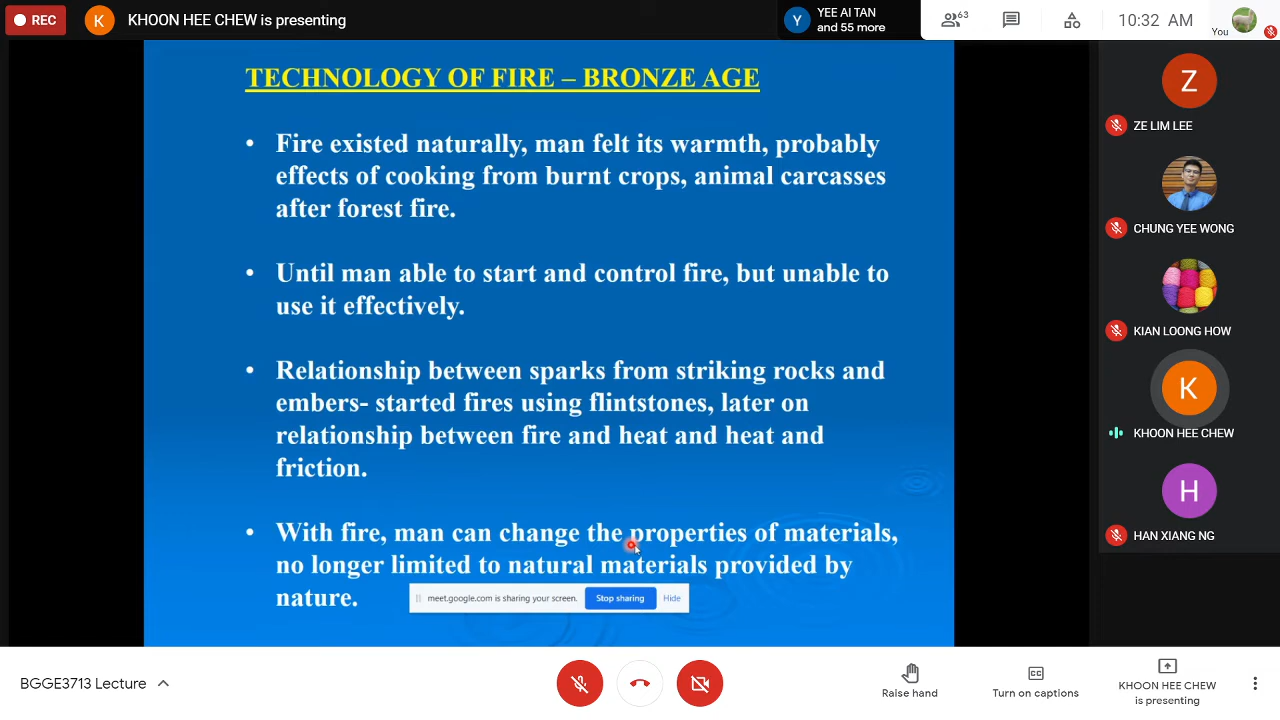 REC
K
KHOON HEE CHEW is presenting
Y
YEE AI TAN
and 55 more
63
10:32 AM
You
TECHNOLOGY OF FIRE – BRONZE AGE
• Fire existed naturally, man felt its warmth, probably
effects of cooking from burnt crops, animal carcasses
after forest fire.
• Until man able to start and control fire, but unable to
use it effectively.
• Relationship between sparks from striking rocks and
embers- started fires using flintstones, later on
relationship between fire and heat and heat and
friction.
• With fire, man can change the properties of materials,
no longer limited to natural materials provided by
nature.
meet.google.com is sharing your screen.
Stop sharing
Hide
Z
ZE LIM LEE
CHUNG YEE WONG
KIAN LOONG HOW
K
KHOON HEE CHEW
H
HAN XIANG NG
BGGE3713 Lecture
Raise hand
CC
Turn on captions
KHOON HEE CHEW
is presenting